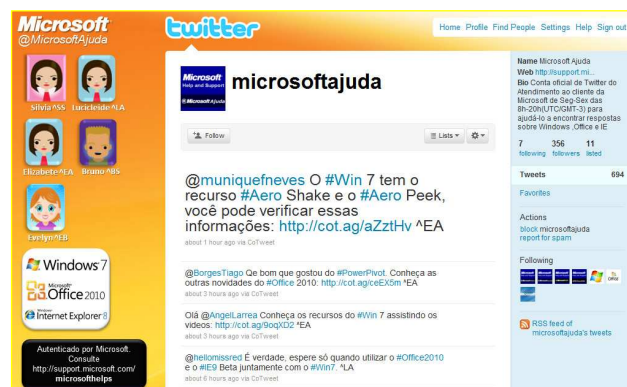 Microsoft
@MicrosoftAjuda
Silvia ^SS Lucicleide ^LA
Elizabete ^EA Bruno ^BS
Evelyn ^EB
Windows 7
Microsoft
Office 2010
Windows
Internet Explorer 8
Autenticado por Microsoft.
Consulte
http://support.microsoft.com/
microsofthelps
twitter
Home Profile Find People Settings Help Sign out
Microsoft
Help and Support
@MicrosoftAjuda
microsoftajuda
Follow
Lists
@muniquefneves O #Win 7 tem o
recurso #Aero Shake e o #Aero Peek,
você pode verificar essas
informações: http://cot.ag/aZztHv ^EA
about 1 hour ago via CoTweet
@BorgesTiago Qe bom que gostou do #PowerPivot. Conheça as
outras novidades do #Office 2010: http://cot.ag/ceEX5m ^EA
about 3 hours ago via CoTweet
Olá @AngelLarrea Conheça os recursos do #Win 7 assistindo os
videos: http://cot.ag/9oqXD2 ^EA
about 3 hours ago via CoTweet
@hellomissred É verdade, espere só quando utilizar o #Office2010
e o #IE9 Beta juntamente com o #Win7. ^LA
about 6 hours ago via CoTweet
Name Microsoft Ajuda
Web http://support.mi...
Bio Conta oficial de Twitter do
Atendimento ao cliente da
Microsoft de Seg-Sex das
8h-20h(UTC/GMT-3) para
ajudá-lo a encontrar respostas
sobre Windows ,Office e IE
7 356 11
following followers listed
Tweets 694
Favorites
Actions
block microsoftajuda
report for spam
Following
RSS feed of
microsoftajuda's tweets